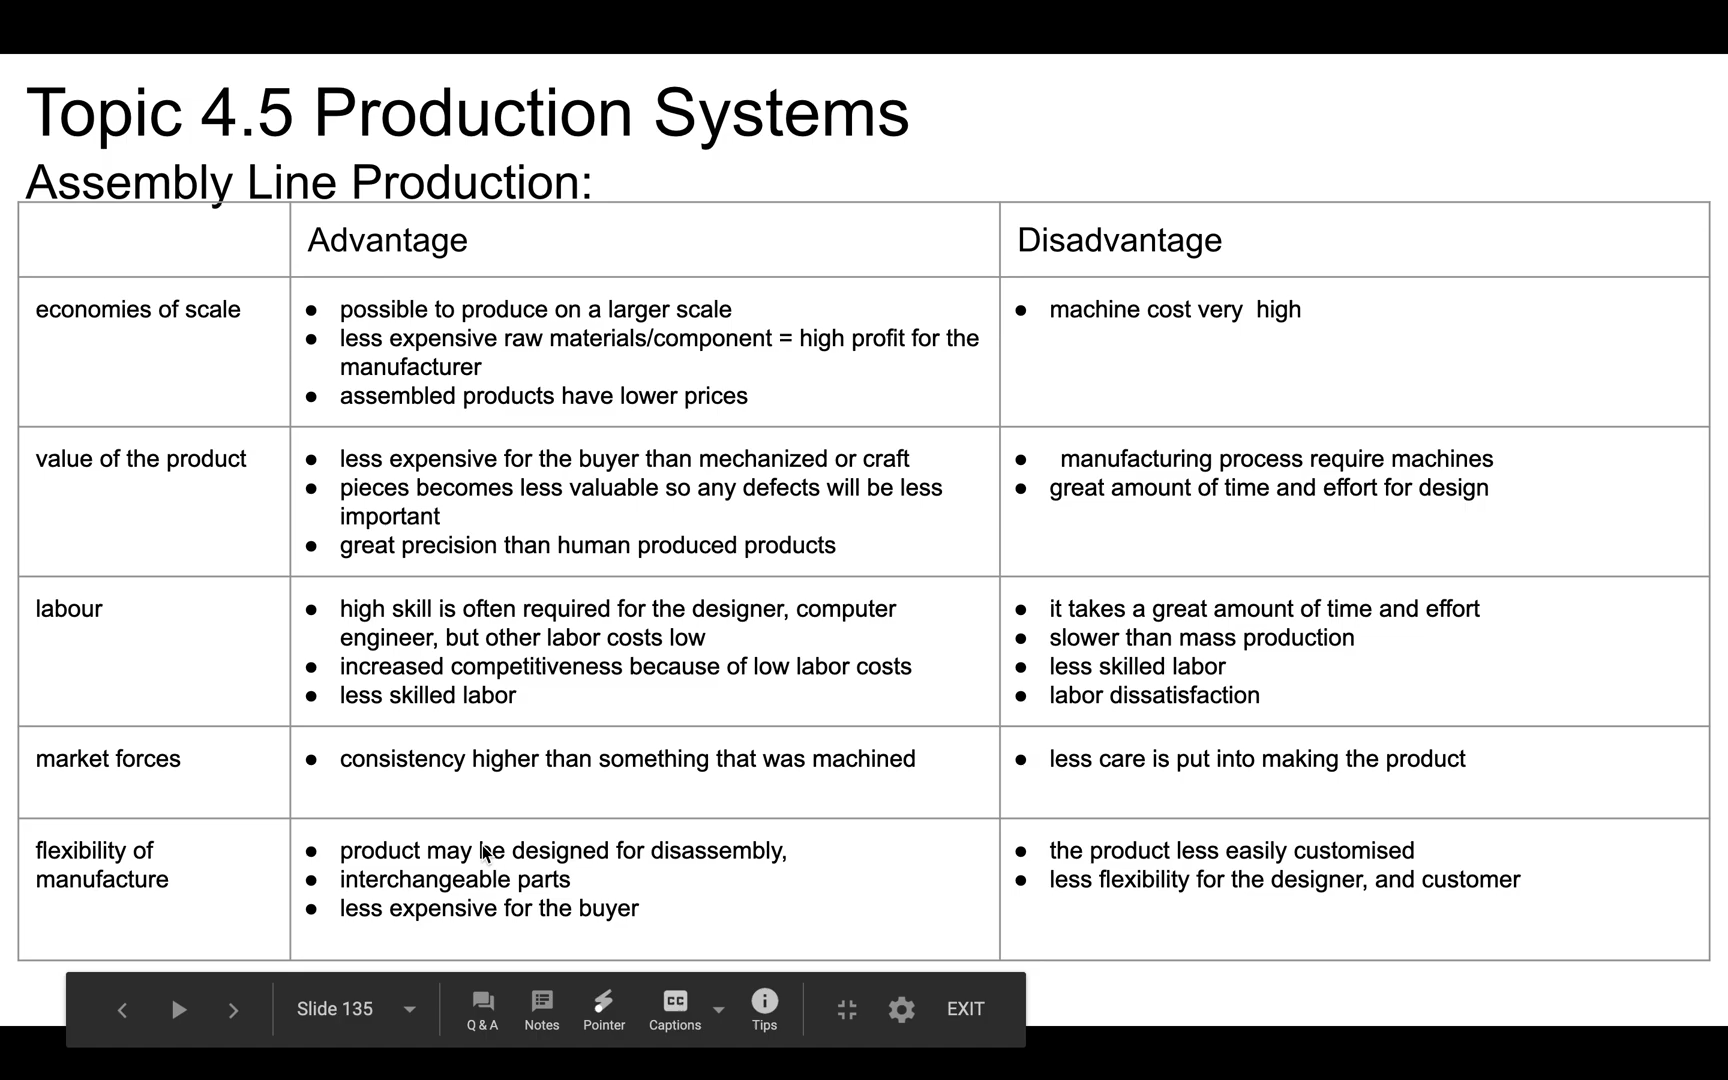 Topic 4.5 Production Systems
Assembly Line Production:
Advantage
Disadvantage
economies of scale
● possible to produce on a larger scale
● less expensive raw materials/component = high profit for the
manufacturer
● assembled products have lower prices
● machine cost very  high
value of the product
● less expensive for the buyer than mechanized or craft
● pieces becomes less valuable so any defects will be less
important
● great precision than human produced products
● manufacturing process require machines
● great amount of time and effort for design
labour
● high skill is often required for the designer, computer
engineer, but other labor costs low
● increased competitiveness because of low labor costs
● less skilled labor
● it takes a great amount of time and effort
● slower than mass production
● less skilled labor
● labor dissatisfaction
market forces
● consistency higher than something that was machined
● less care is put into making the product
flexibility of
manufacture
● product may be designed for disassembly,
● interchangeable parts
● less expensive for the buyer
● the product less easily customised
● less flexibility for the designer, and customer
Slide 135
Q & A
Notes
Pointer
CC
Captions
Tips
EXIT